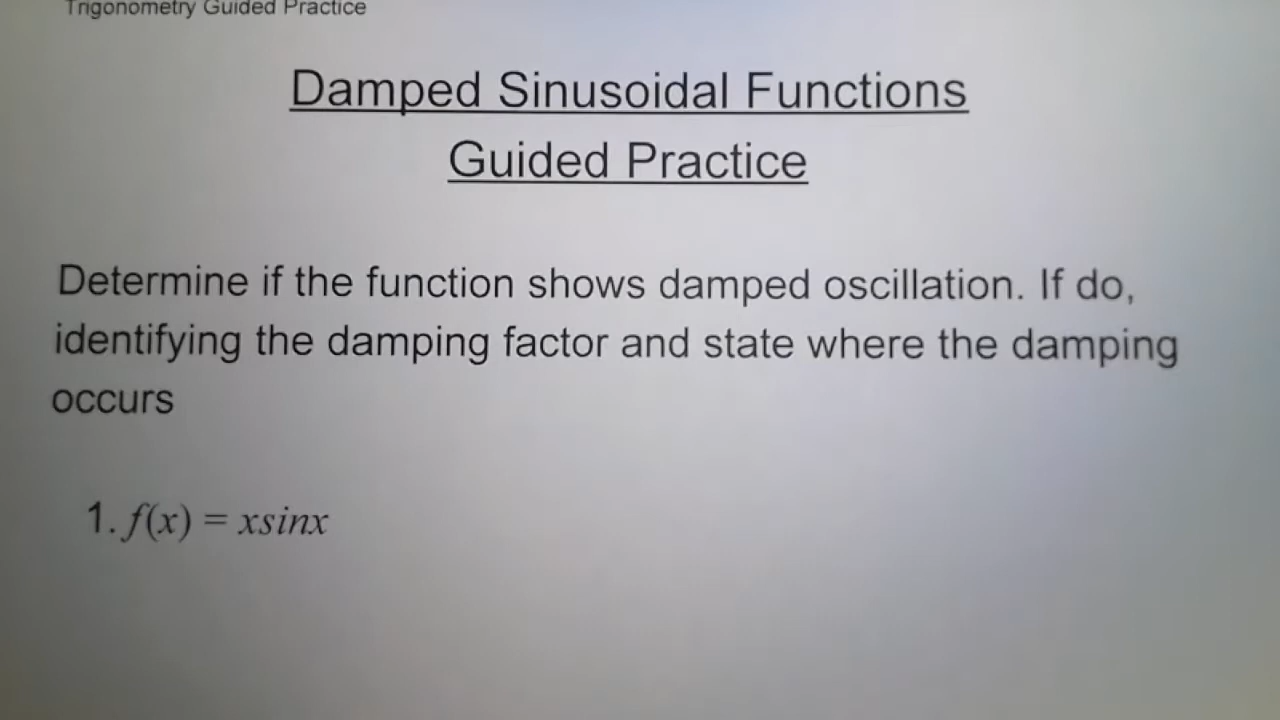 Trigonometry Guided Practice
Damped Sinusoidal Functions
Guided Practice
Determine if the function shows damped oscillation. If do,
identifying the damping factor and state where the damping
occurs
1. f(x) = xsinx